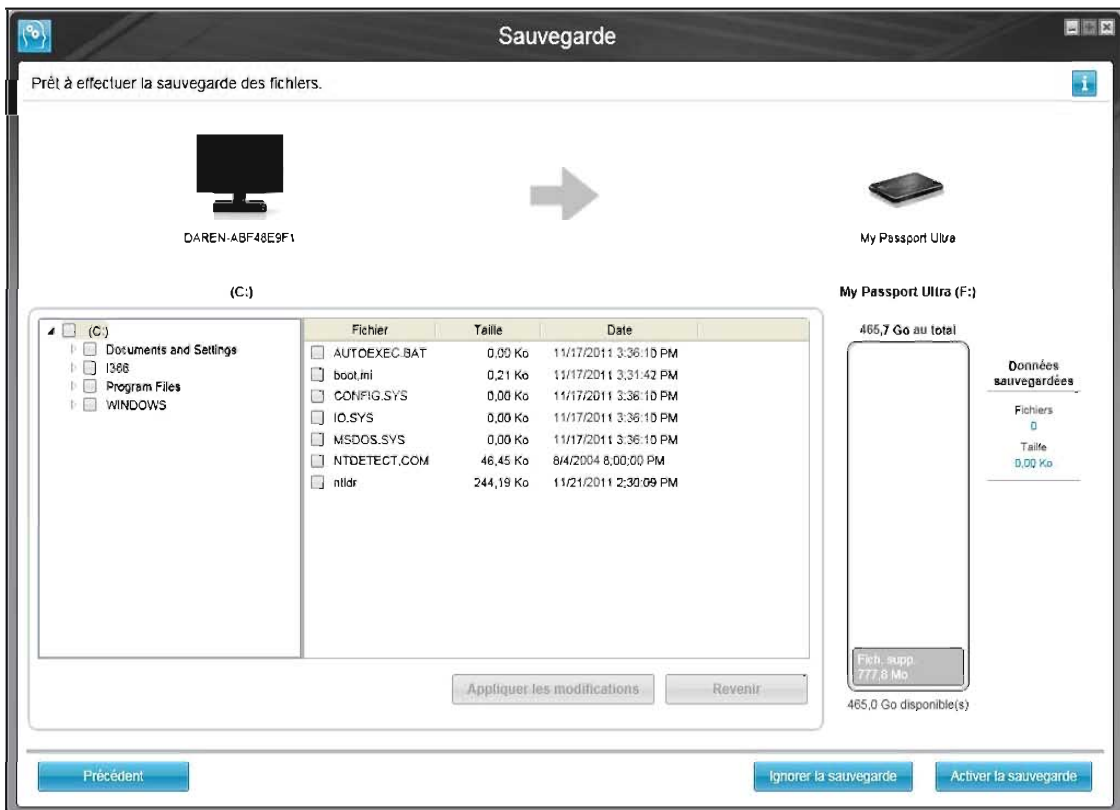 Sauvegarde
Prêt à effectuer la sauvegarde des fichiers.
DAREN-ABF48E9F1
My Passport Ultra
(C:)
My Passport Ultra (F:)
(C:)
Documents and Settings
I386
Program Files
WINDOWS
Fichier Taille Date
AUTOEXEC.BAT 0,00 Ko 11/17/2011 3:36:10 PM
boot.ini 0,21 Ko 11/17/2011 3:31:42 PM
CONFIG.SYS 0,00 Ko 11/17/2011 3:36:10 PM
IO.SYS 0,00 Ko 11/17/2011 3:36:10 PM
MSDOS.SYS 0,00 Ko 11/17/2011 3:36:10 PM
NTDETECT.COM 46,45 Ko 8/4/2004 8:00:00 PM
ntldr 244,19 Ko 11/21/2011 2:30:09 PM
465,7 Go au total
Fich. supp.
777,8 Mo
465,0 Go disponible(s)
Données
sauvegardées
Fichiers
0
Taille
0,00 Ko
Appliquer les modifications Revenir
Précédent Ignorer la sauvegarde Activer la sauvegarde